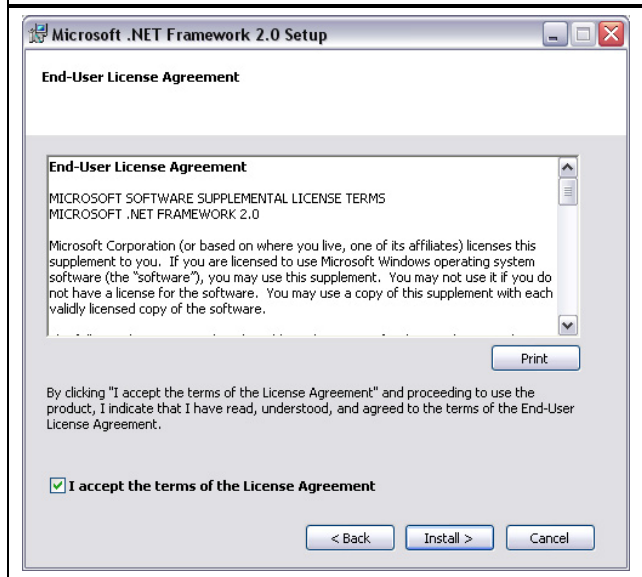 Microsoft .NET Framework 2.0 Setup
End-User License Agreement
End-User License Agreement
MICROSOFT SOFTWARE SUPPLEMENTAL LICENSE TERMS
MICROSOFT .NET FRAMEWORK 2.0
Microsoft Corporation (or based on where you live, one of its affiliates) licenses this
supplement to you. If you are licensed to use Microsoft Windows operating system
software (the "software"), you may use this supplement. You may not use it if you do
not have a license for the software. You may use a copy of this supplement with each
validly licensed copy of the software.
Print
By clicking "I accept the terms of the License Agreement" and proceeding to use the
product, I indicate that I have read, understood, and agreed to the terms of the End-User
License Agreement.
I accept the terms of the License Agreement
< Back Install > Cancel